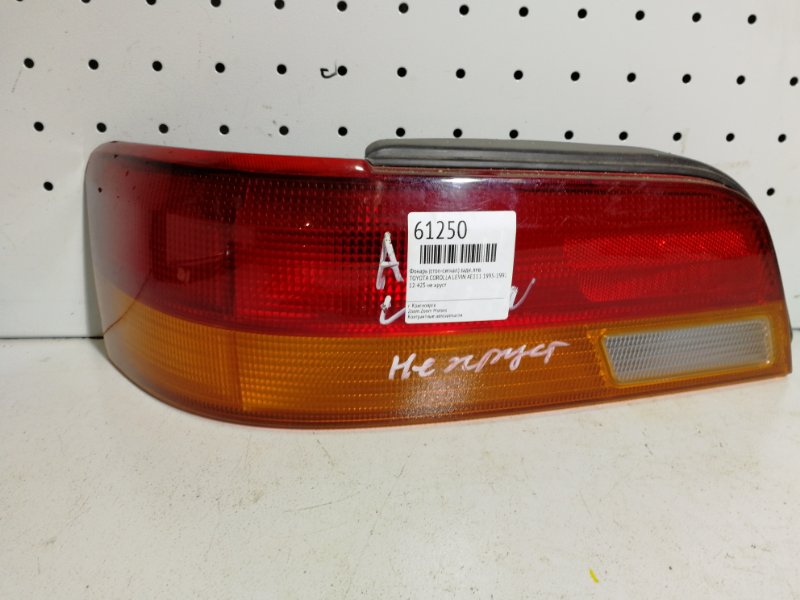 61250
Фонарь (стоп-сигнал) задн. лев.
TOYOTA COROLLA LEVIN AE111 1995-1997
12-425 не хруст
г. Красноярск
Контрактные автозапчасти
А
Не хруст